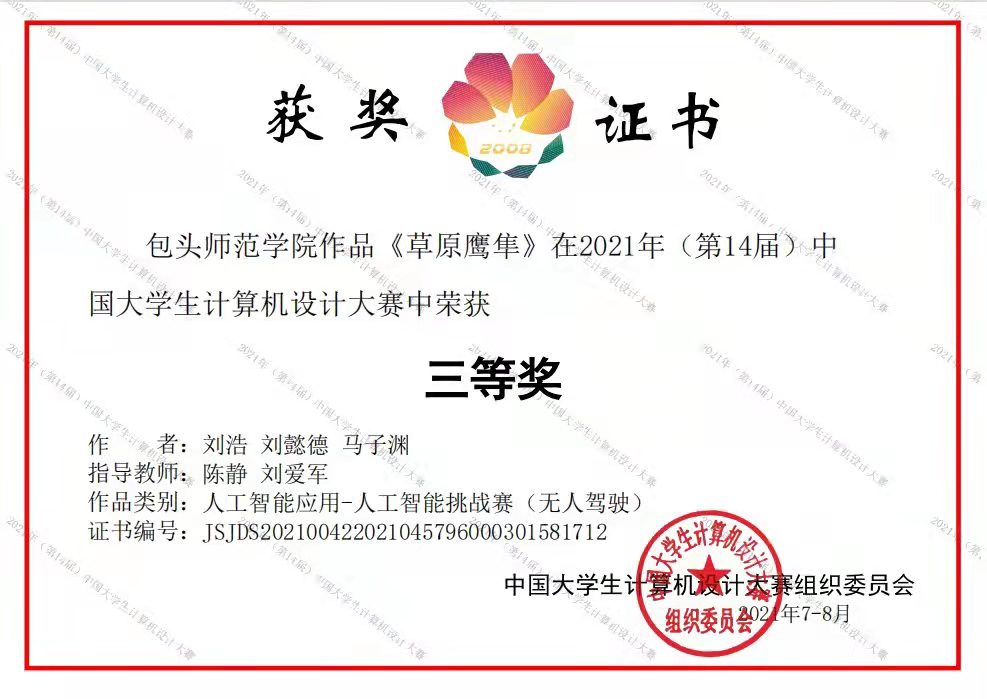 获奖 证书
2008
包头师范学院作品《草原鹰隼》在2021年（第14届）中
国大学生计算机设计大赛中荣获
三等奖
作　　者：刘浩 刘懿德 马子渊
指导教师：陈静 刘爱军
作品类别：人工智能应用-人工智能挑战赛（无人驾驶）
证书编号：JSJDS20210042202104579600030​1581712
中国大学生计算机设计大赛组织委员会
2021年7-8月
中国大学生计算机设计大赛
组织委员会
2021年（第14届）中国大学生计算机设计大赛